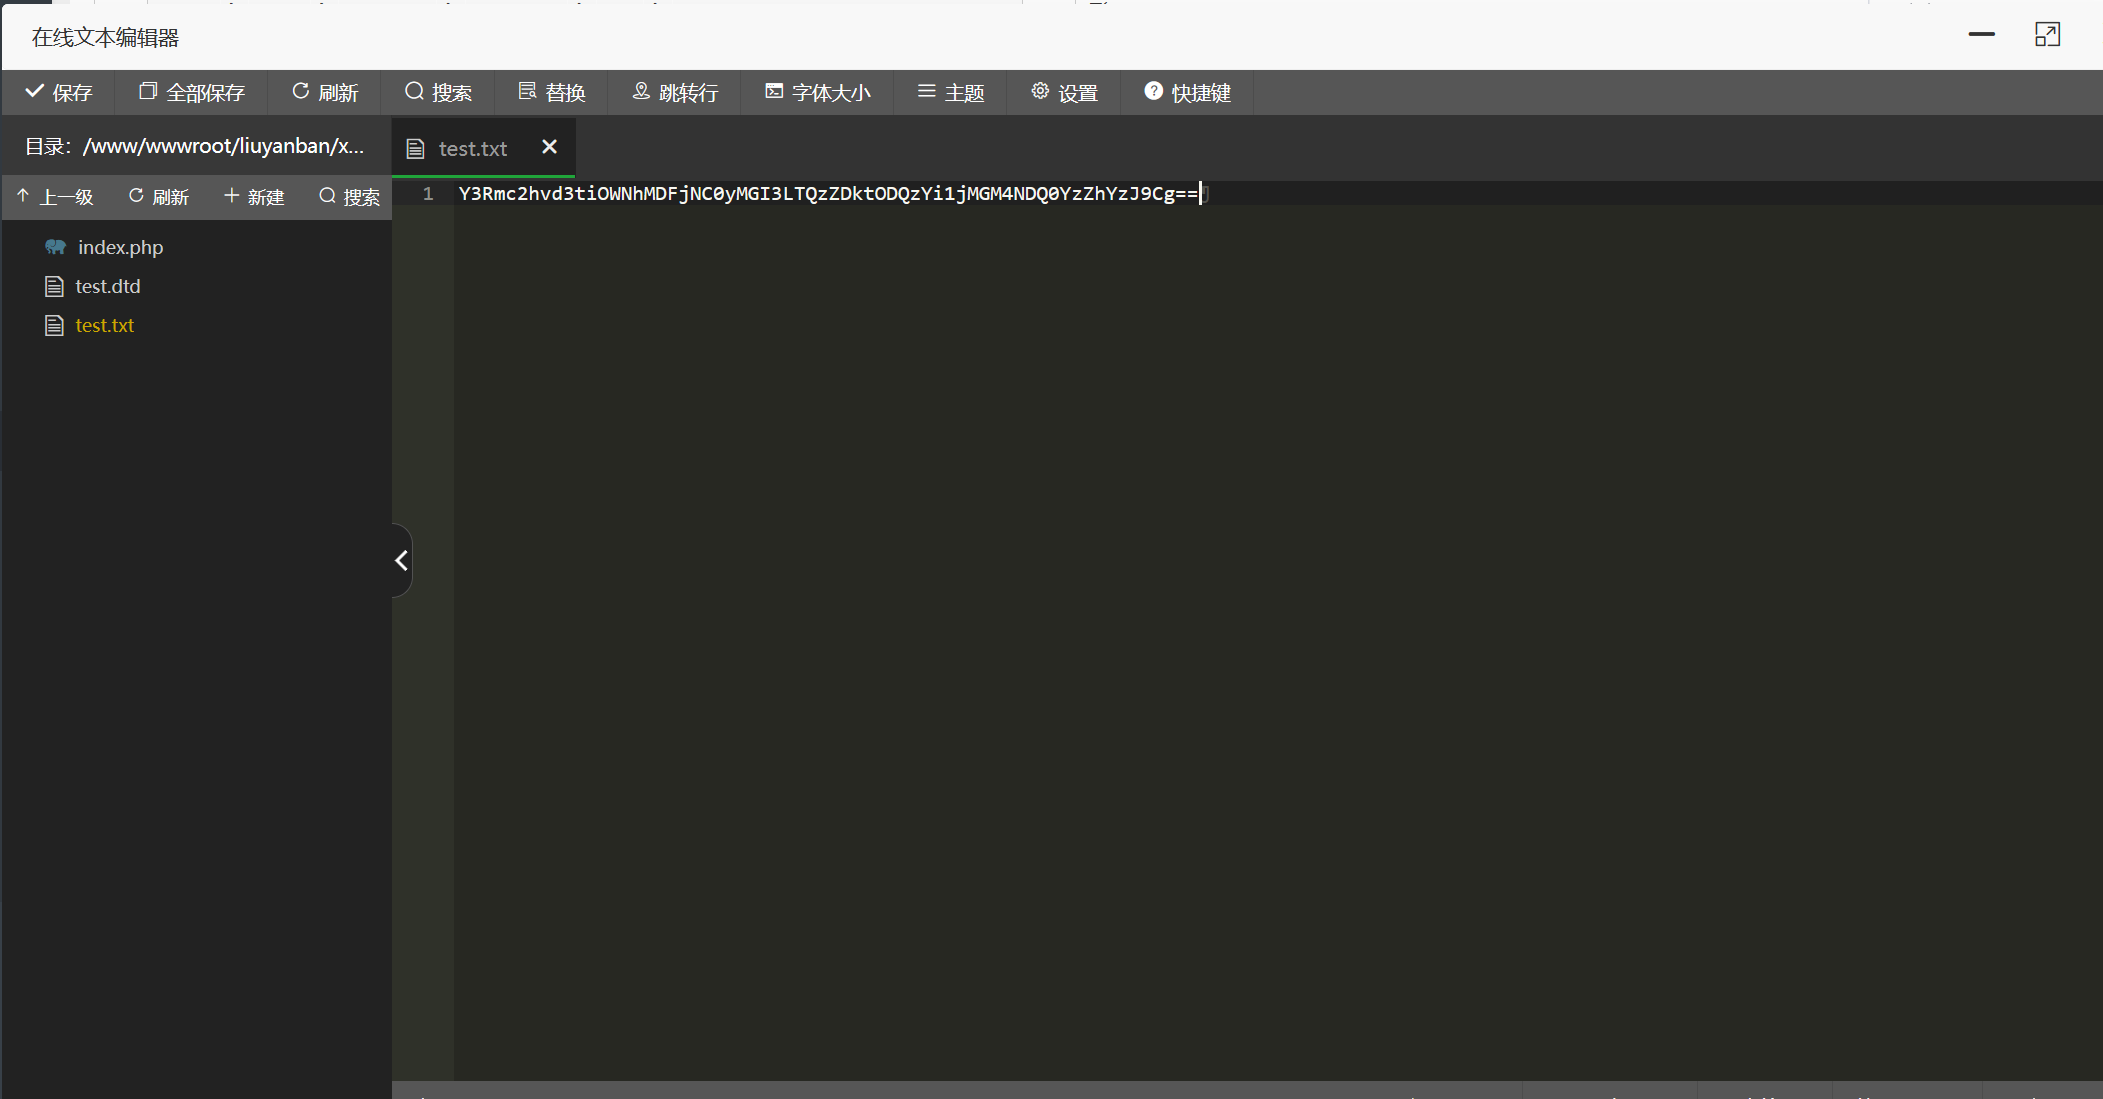 在线文本编辑器
保存 全部保存 刷新 搜索 替换 跳转行 字体大小 主题 设置 快捷键
目录：/www/wwwroot/liuyanban/x...
test.txt
上一级 刷新 新建 搜索
1 Y3Rmc2hvd3tiOWNhMDFjNC0yMGI3LTQzZDktODQzYi1jMGM4NDQ0YzZhYzJ9Cg==
index.php
test.dtd
test.txt